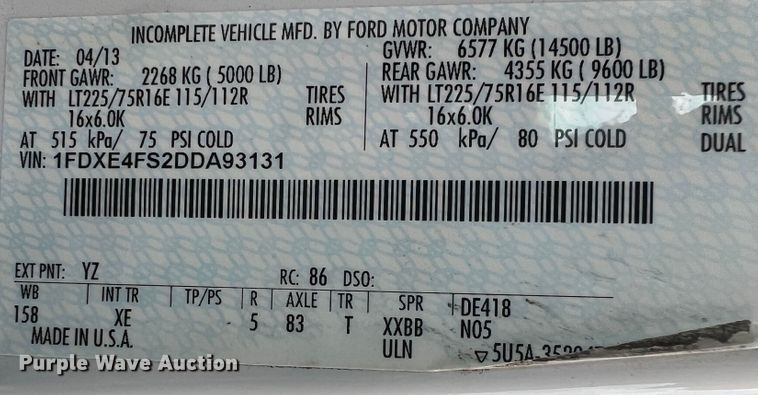 INCOMPLETE VEHICLE MFD. BY FORD MOTOR COMPANY
DATE: 04/13 GVWR: 6577 KG (14500 LB)
FRONT GAWR: 2268 KG ( 5000 LB) REAR GAWR: 4355 KG ( 9600 LB)
WITH LT225/75R16E 115/112R TIRES WITH LT225/75R16E 115/112R TIRES
16x6.0K RIMS 16x6.0K RIMS
AT 515 kPa/ 75 PSI COLD AT 550 kPa/ 80 PSI COLD DUAL
VIN: 1FDXE4FS2DDA93131
EXT PNT: YZ RC: 86 DSO:
WB INT TR TP/PS R AXLE TR SPR DE418
158 XE 5 83 T XXBB N05
MADE IN U.S.A. ULN ▽5U5A-
Purple Wave Auction